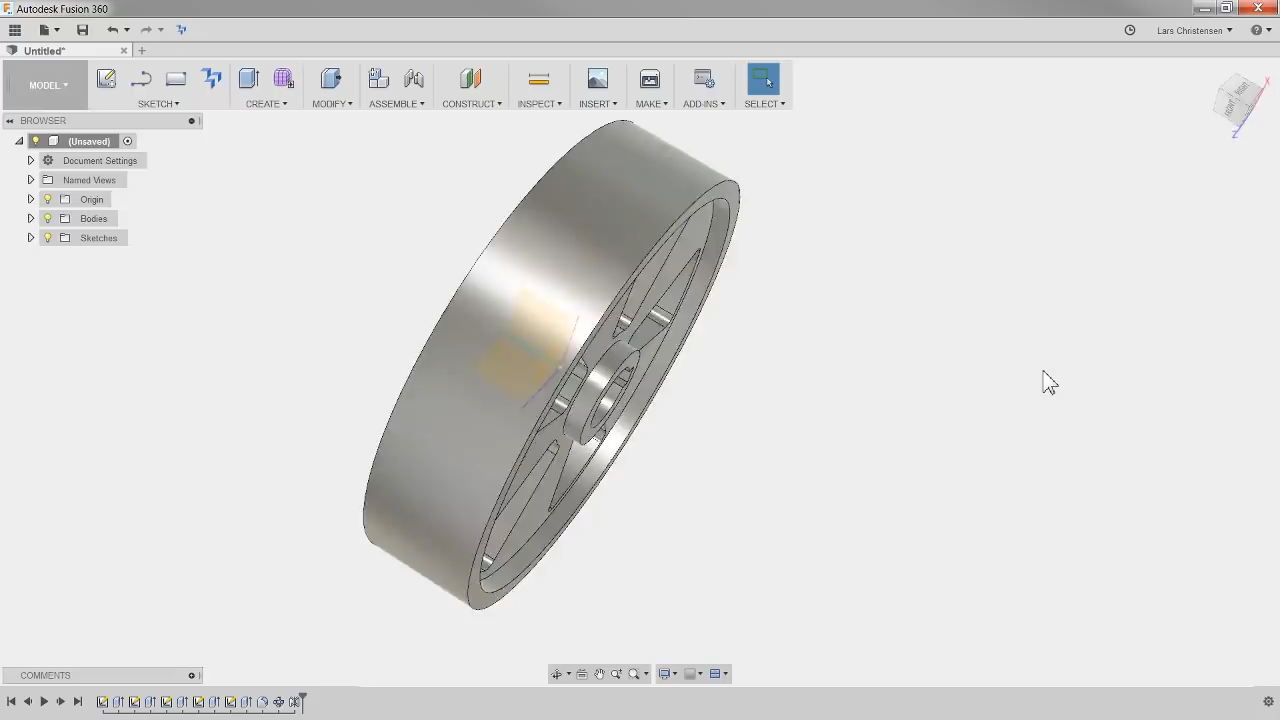 Autodesk Fusion 360
Lars Christensen
Untitled*
MODEL
SKETCH
CREATE
MODIFY
ASSEMBLE
CONSTRUCT
INSPECT
INSERT
MAKE
ADD-INS
SELECT
BROWSER
(Unsaved)
Document Settings
Named Views
Origin
Bodies
Sketches
X
Z
COMMENTS